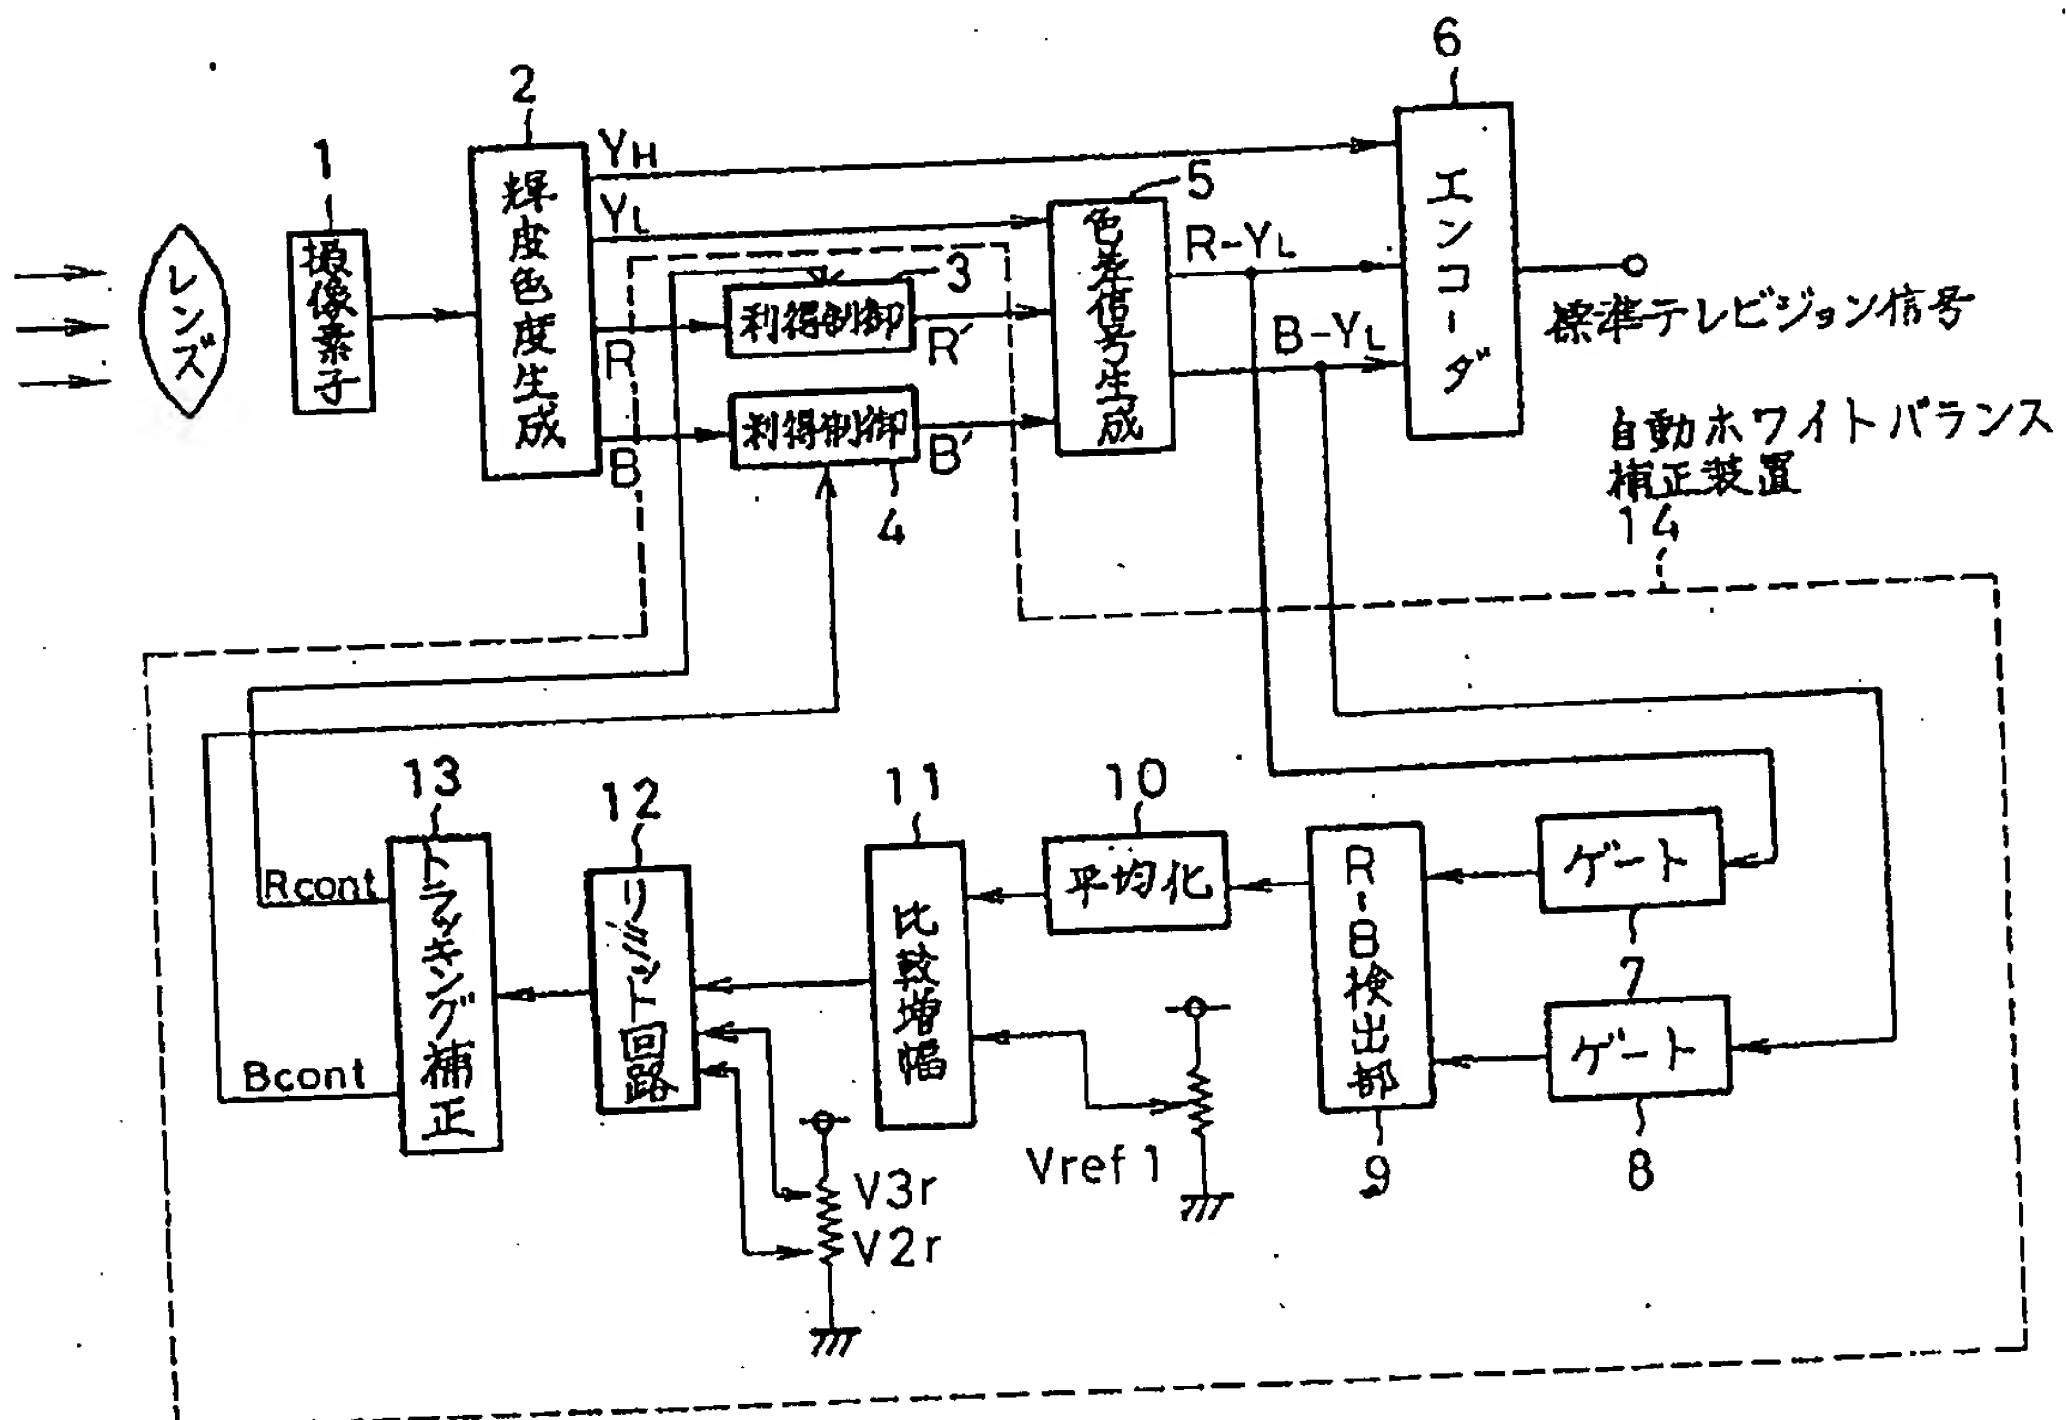 6
2
1
YH
YL
5
レンズ
撮像素子
輝度色度生成
3
利得制御
R
R′
利得制御
B
B′
4
色差信号生成
R-YL
B-YL
エンコーダ
標準テレビジョン信号
自動ホワイトバランス
補正装置
14
13
12
11
10
Rcont
Bcont
トラッキング補正
リミット回路
比較増幅
平均化
R-B検出部
ゲート
7
ゲート
8
9
Vref1
V3r
V2r